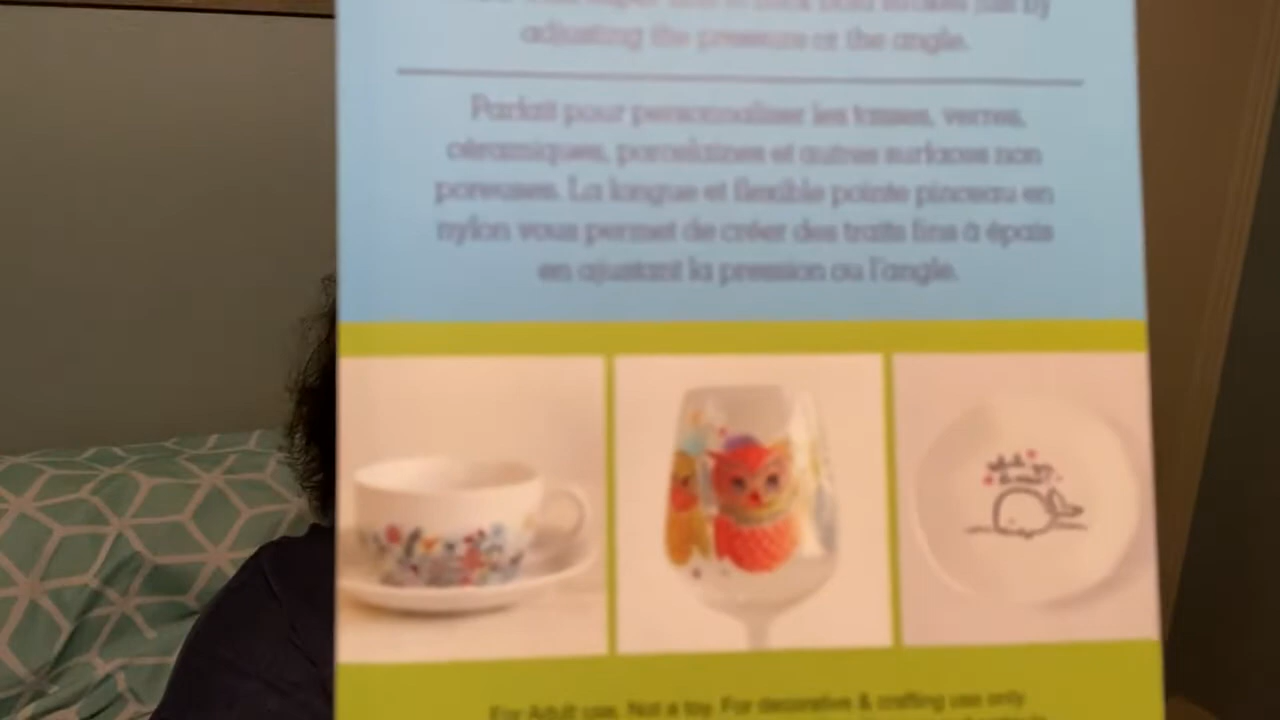 adjusting the pressure or the angle.
Parfait pour personnaliser les tasses, verres,
céramiques, porcelaines et autres surfaces non
poreuses. La longue et flexible pointe pinceau en
nylon vous permet de créer des traits fins à épais
en ajustant la pression ou l'angle.
For Adult use. Not a toy. For decorative & crafting use only